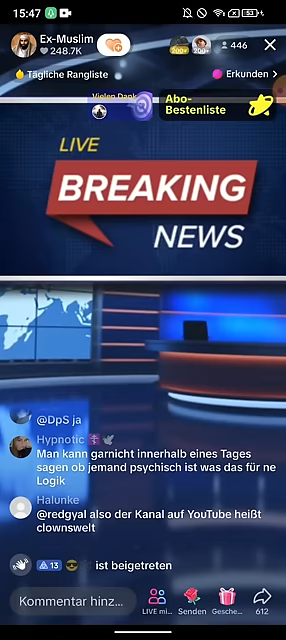 15:47
Ex-Muslim
248.7K
200+
200+
446
Tägliche Rangliste
Erkunden >
Vielen Dank
Abo-
Bestenliste
LIVE
BREAKING
NEWS
@DpS ja
Hypnotic
Man kann garnicht innerhalb eines Tages
sagen ob jemand psychisch ist was das für ne
Logik
Halunke
@redgyal also der Kanal auf YouTube heißt
clownswelt
13 ist beigetreten
Kommentar hinz...
LIVE mi...
Senden
Gesche...
612